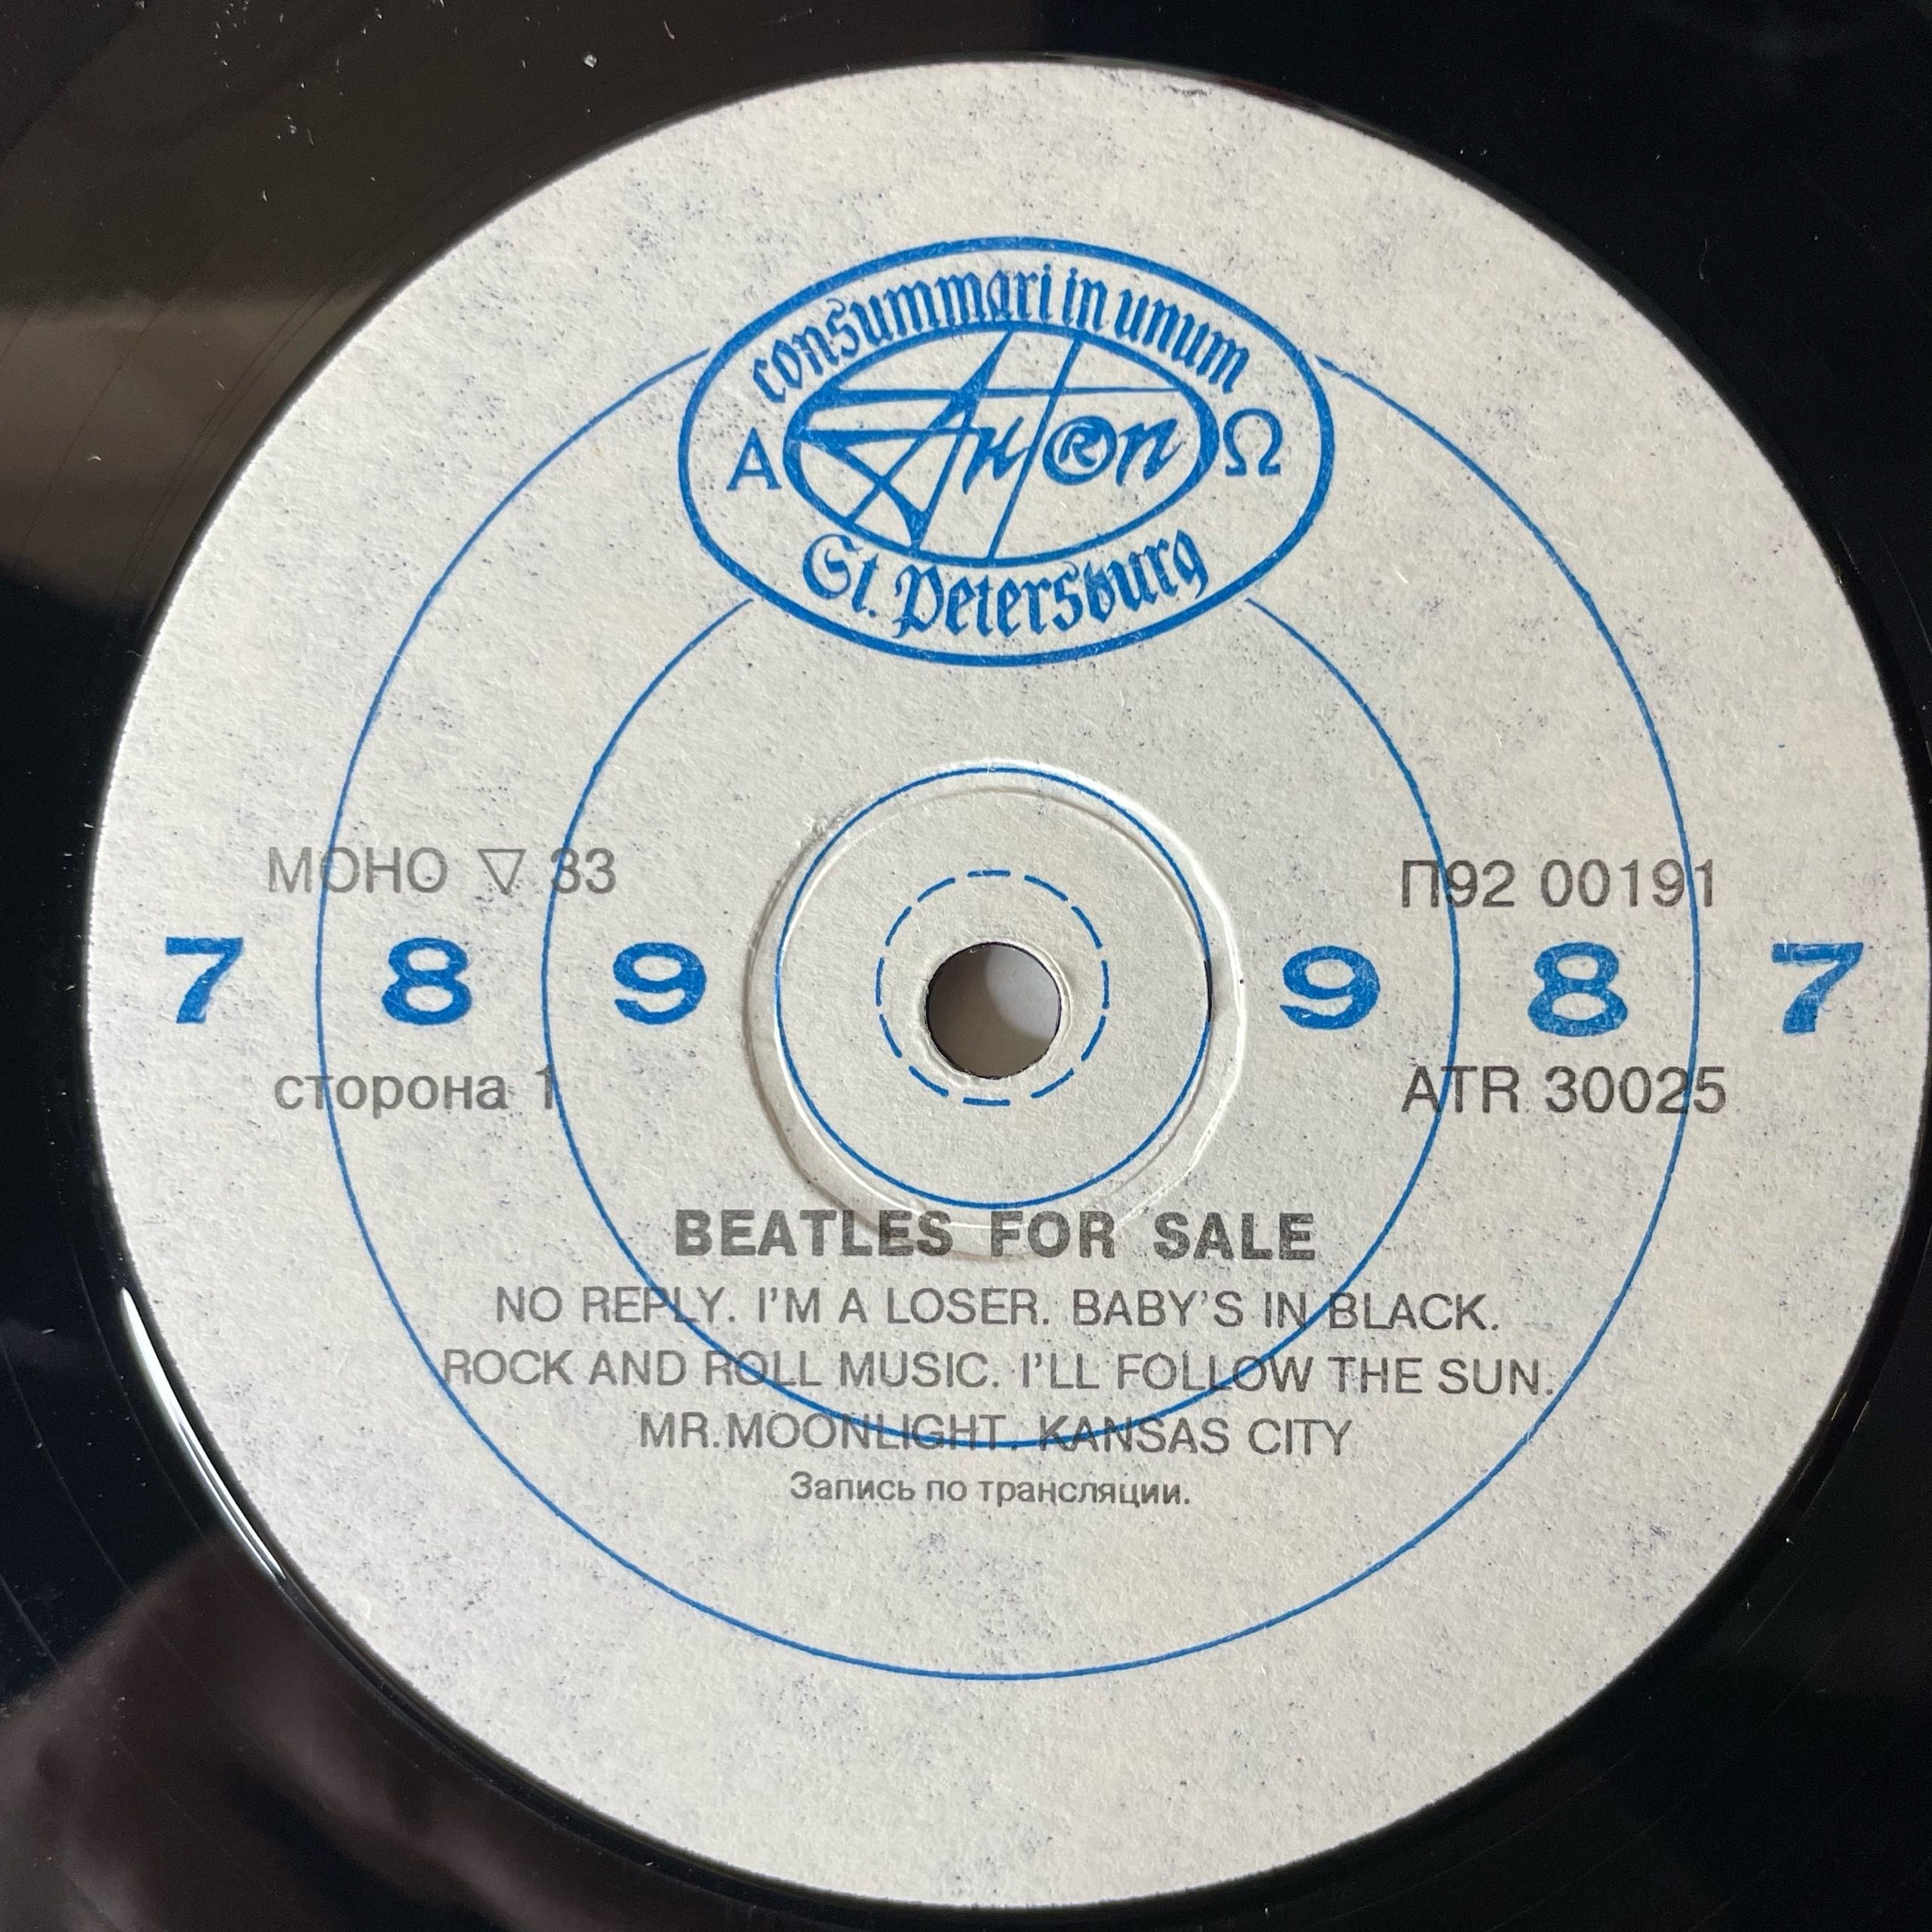 consummari in unum
A AnTRop Ω
St. Petersburg
МОНО ▽ 33
П92 00191
7 8 9 9 8 7
сторона 1
ATR 30025
BEATLES FOR SALE
NO REPLY. I'M A LOSER. BABY'S IN BLACK.
ROCK AND ROLL MUSIC. I'LL FOLLOW THE SUN.
MR.MOONLIGHT. KANSAS CITY
Запись по трансляции.